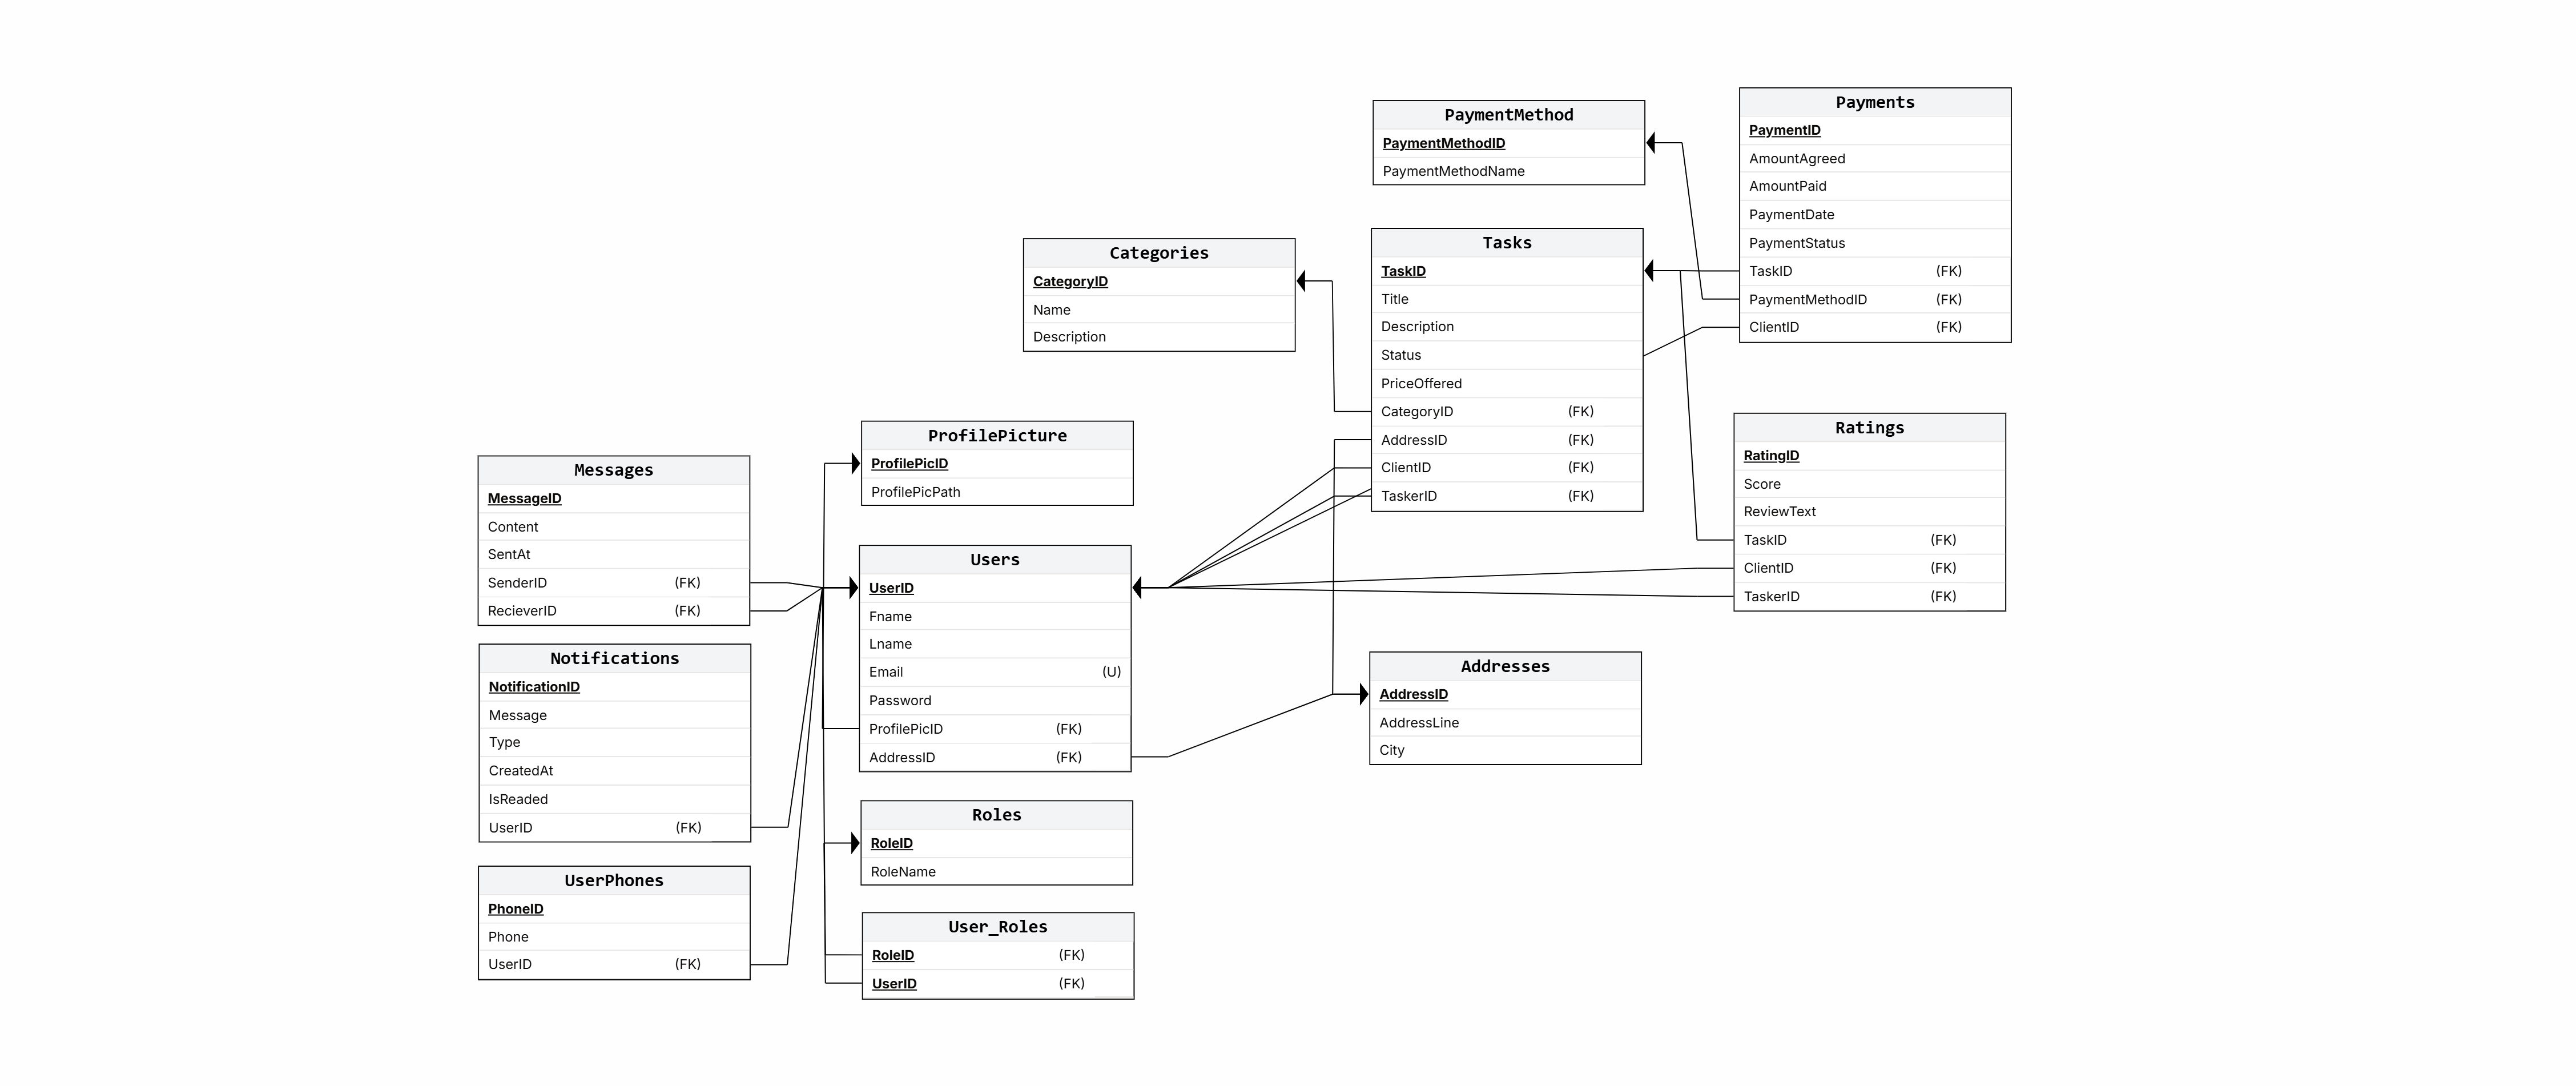 Payments
PaymentID
AmountAgreed
AmountPaid
PaymentDate
PaymentStatus
TaskID (FK)
PaymentMethodID (FK)
ClientID (FK)
PaymentMethod
PaymentMethodID
PaymentMethodName
Tasks
TaskID
Title
Description
Status
PriceOffered
CategoryID (FK)
AddressID (FK)
ClientID (FK)
TaskerID (FK)
Categories
CategoryID
Name
Description
Ratings
RatingID
Score
ReviewText
TaskID (FK)
ClientID (FK)
TaskerID (FK)
ProfilePicture
ProfilePicID
ProfilePicPath
Messages
MessageID
Content
SentAt
SenderID (FK)
RecieverID (FK)
Users
UserID
Fname
Lname
Email (U)
Password
ProfilePicID (FK)
AddressID (FK)
Notifications
NotificationID
Message
Type
CreatedAt
IsReaded
UserID (FK)
Addresses
AddressID
AddressLine
City
Roles
RoleID
RoleName
UserPhones
PhoneID
Phone
UserID (FK)
User_Roles
RoleID (FK)
UserID (FK)